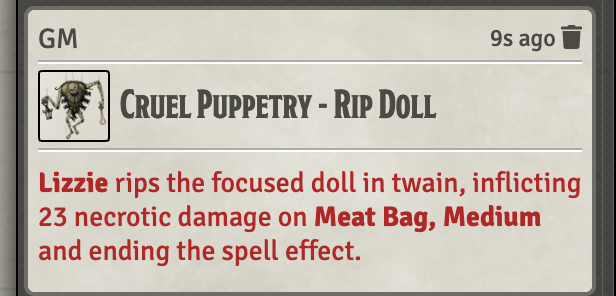 GM 9s ago
Cruel Puppetry - Rip Doll
Lizzie rips the focused doll in twain, inflicting
23 necrotic damage on Meat Bag, Medium
and ending the spell effect.